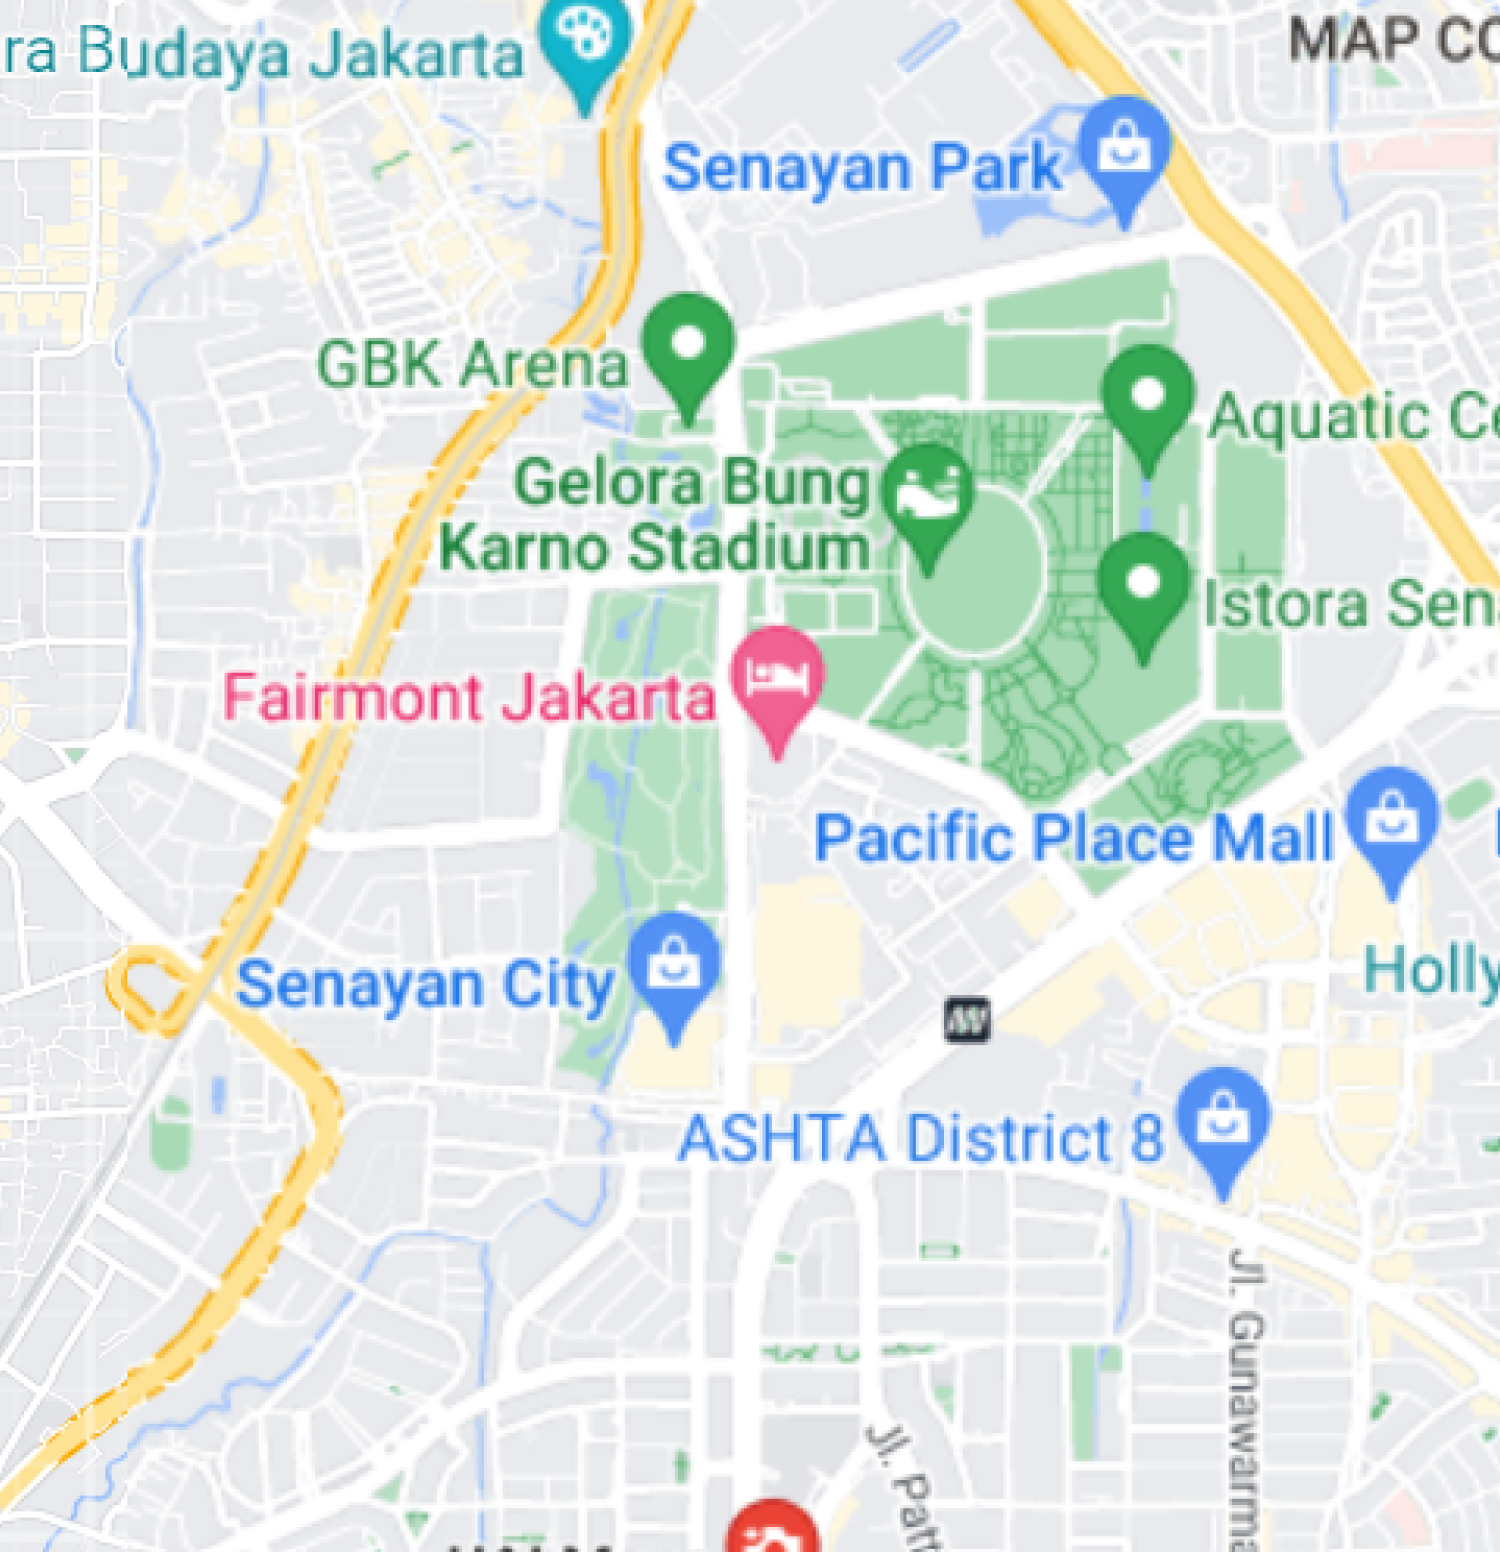 ra Budaya Jakarta
MAP CO
Senayan Park
GBK Arena
Aquatic Ce
Gelora Bung
Karno Stadium
Istora Sen
Fairmont Jakarta
Pacific Place Mall
Senayan City
Holly
ASHTA District 8
Jl. Gunawarma
Jl. Patt